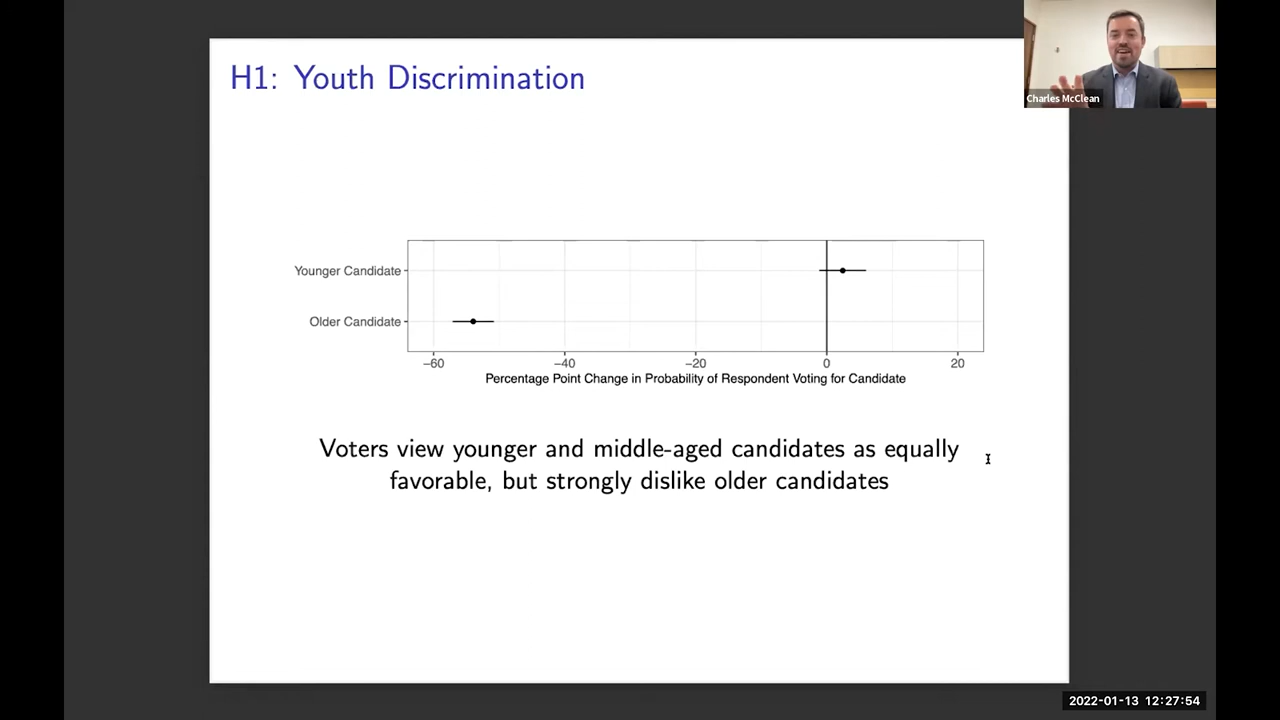 H1: Youth Discrimination
Charles McClean
Younger Candidate
Older Candidate
−60 −40 −20 0 20
Percentage Point Change in Probability of Respondent Voting for Candidate
Voters view younger and middle-aged candidates as equally
favorable, but strongly dislike older candidates
2022-01-13 12:27:54